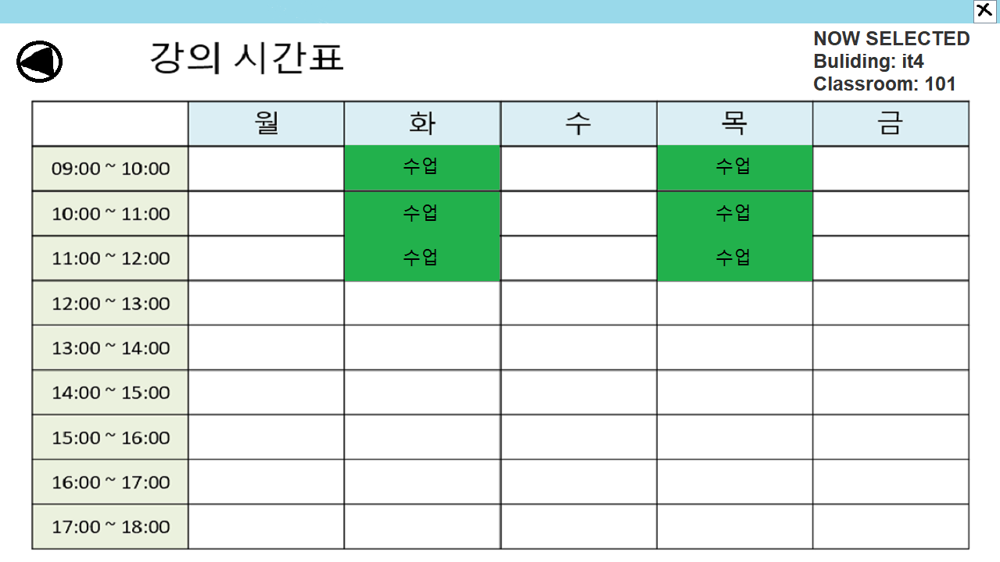 강의 시간표
NOW SELECTED
Buliding: it4
Classroom: 101
월 화 수 목 금
09:00 ~ 10:00 수업 수업
10:00 ~ 11:00 수업 수업
11:00 ~ 12:00 수업 수업
12:00 ~ 13:00
13:00 ~ 14:00
14:00 ~ 15:00
15:00 ~ 16:00
16:00 ~ 17:00
17:00 ~ 18:00